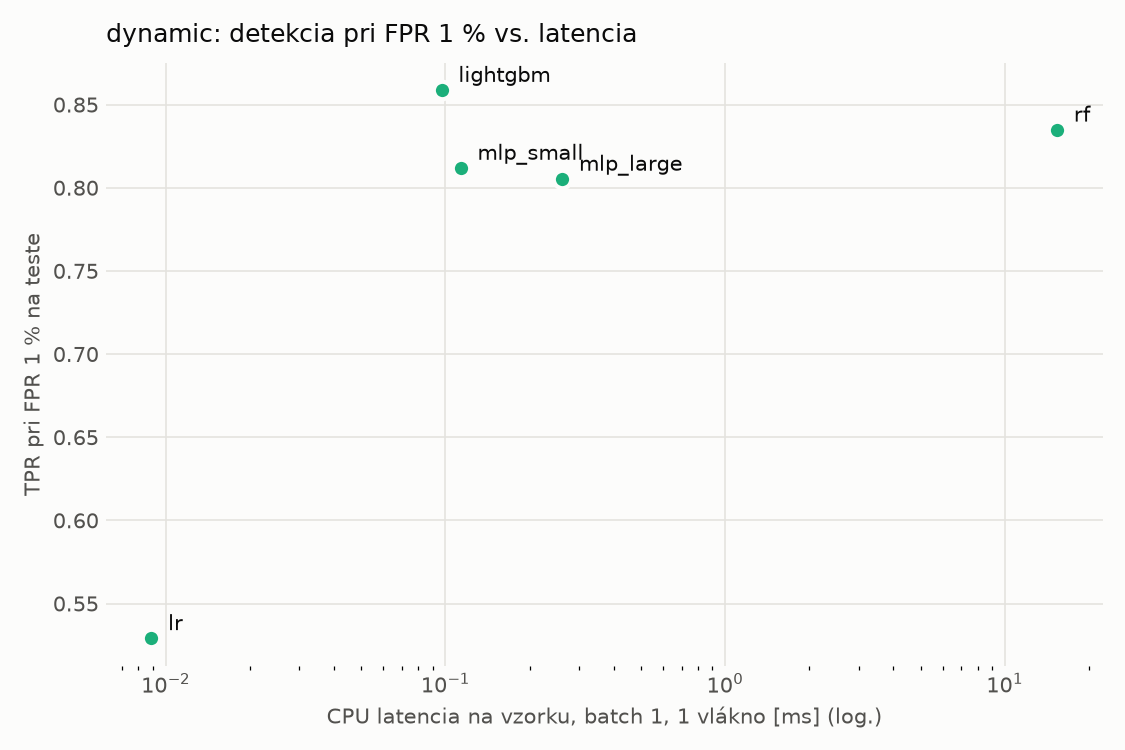 dynamic: detekcia pri FPR 1 % vs. latencia
lightgbm
rf
mlp_small
mlp_large
lr
0.85
0.80
0.75
0.70
0.65
0.60
0.55
TPR pri FPR 1 % na teste
10⁻²
10⁻¹
10⁰
10¹
CPU latencia na vzorku, batch 1, 1 vlákno [ms] (log.)